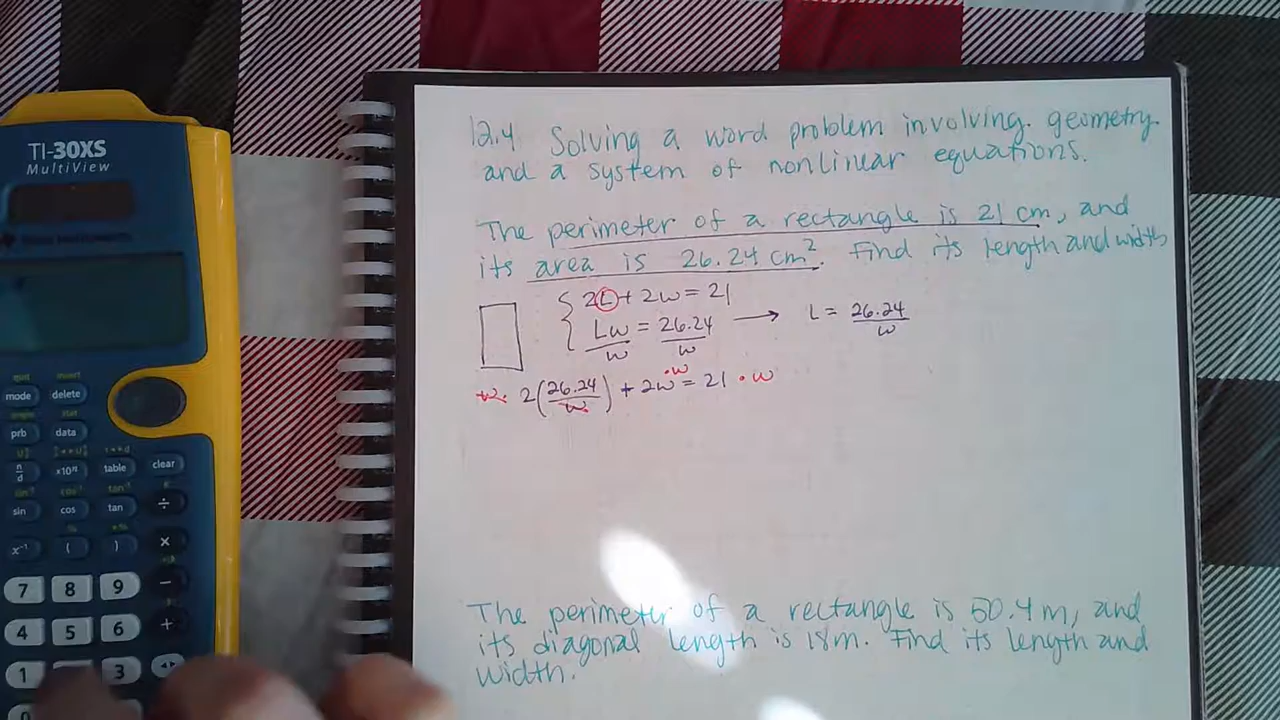 TI-30XS
MultiView
mode
delete
prb
data
n/d
x10ⁿ
table
clear
sin
cos
tan
÷
x⁻¹
(
)
×
7
8
9
−
4
5
6
+
1
3
12.4 Solving a word problem involving geometry
and a system of nonlinear equations.
The perimeter of a rectangle is 21 cm, and
its area is 26.24 cm². Find its length and width
2L + 2w = 21
Lw/w = 26.24/w → L = 26.24/w
w· 2(26.24/w) + 2w·w = 21·w
The perimeter of a rectangle is 50.4 m, and
its diagonal length is 18m. Find its length and
width.